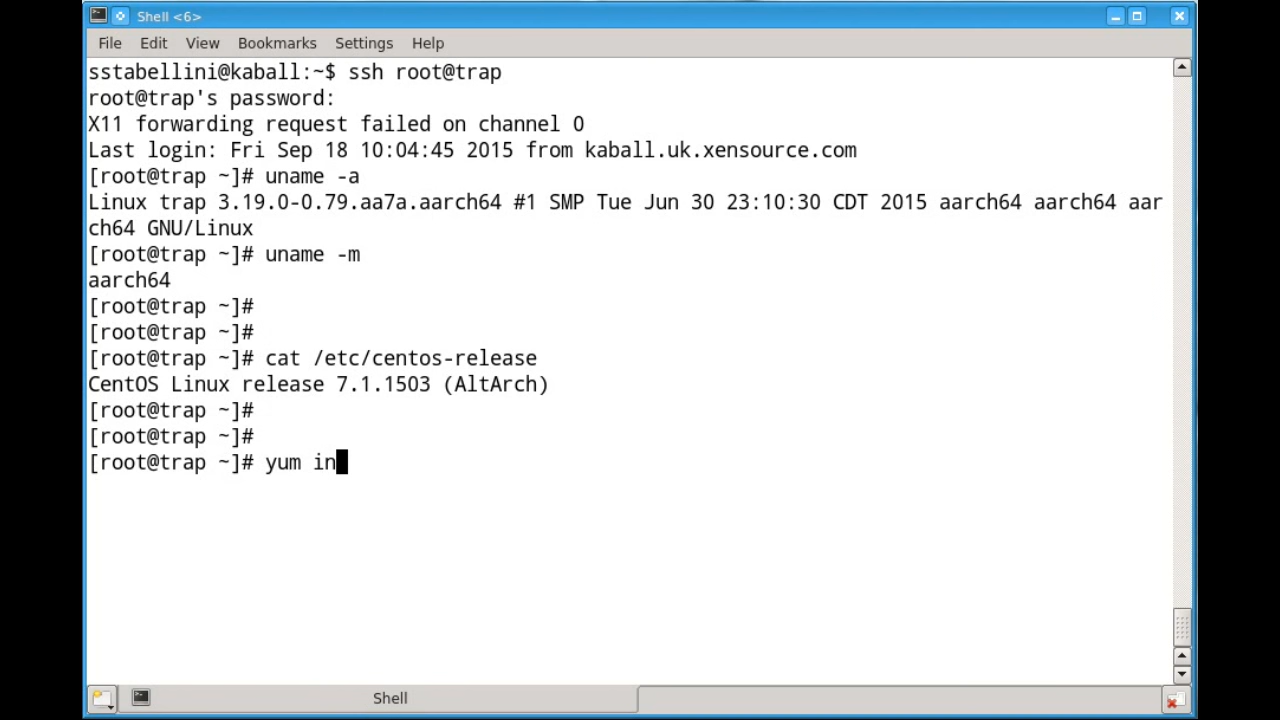 Shell <6>
File Edit View Bookmarks Settings Help
sstabellini@kaball:~$ ssh root@trap
root@trap's password:
X11 forwarding request failed on channel 0
Last login: Fri Sep 18 10:04:45 2015 from kaball.uk.xensource.com
[root@trap ~]# uname -a
Linux trap 3.19.0-0.79.aa7a.aarch64 #1 SMP Tue Jun 30 23:10:30 CDT 2015 aarch64 aarch64 aar
ch64 GNU/Linux
[root@trap ~]# uname -m
aarch64
[root@trap ~]#
[root@trap ~]#
[root@trap ~]# cat /etc/centos-release
CentOS Linux release 7.1.1503 (AltArch)
[root@trap ~]#
[root@trap ~]#
[root@trap ~]# yum in
Shell